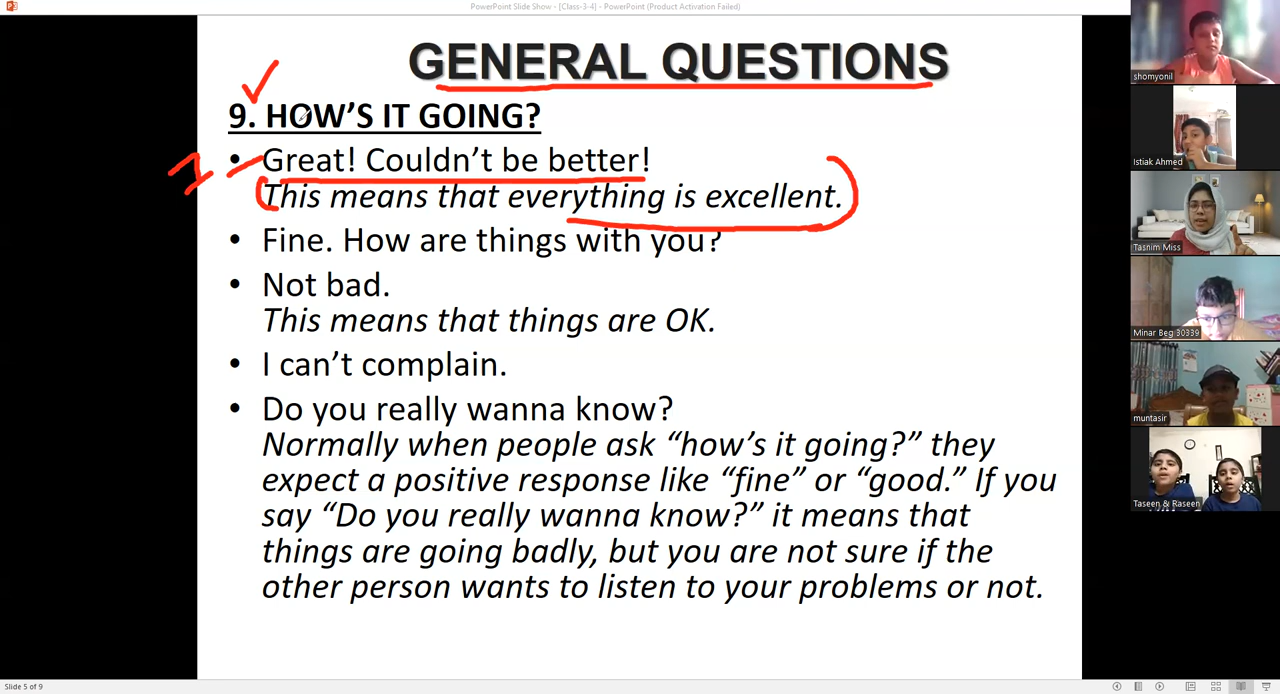 PowerPoint Slide Show - [Class-3-4] - PowerPoint (Product Activation Failed)
GENERAL QUESTIONS
9. HOW'S IT GOING?
• Great! Couldn't be better!
This means that everything is excellent.
• Fine. How are things with you?
• Not bad.
This means that things are OK.
• I can't complain.
• Do you really wanna know?
Normally when people ask “how's it going?” they
expect a positive response like “fine” or “good.” If you
say “Do you really wanna know?” it means that
things are going badly, but you are not sure if the
other person wants to listen to your problems or not.
shomyonil
Istiak Ahmed
Tasnim Miss
Minar Beg 30339
muntasir
Taseen & Raseen
Slide 5 of 9